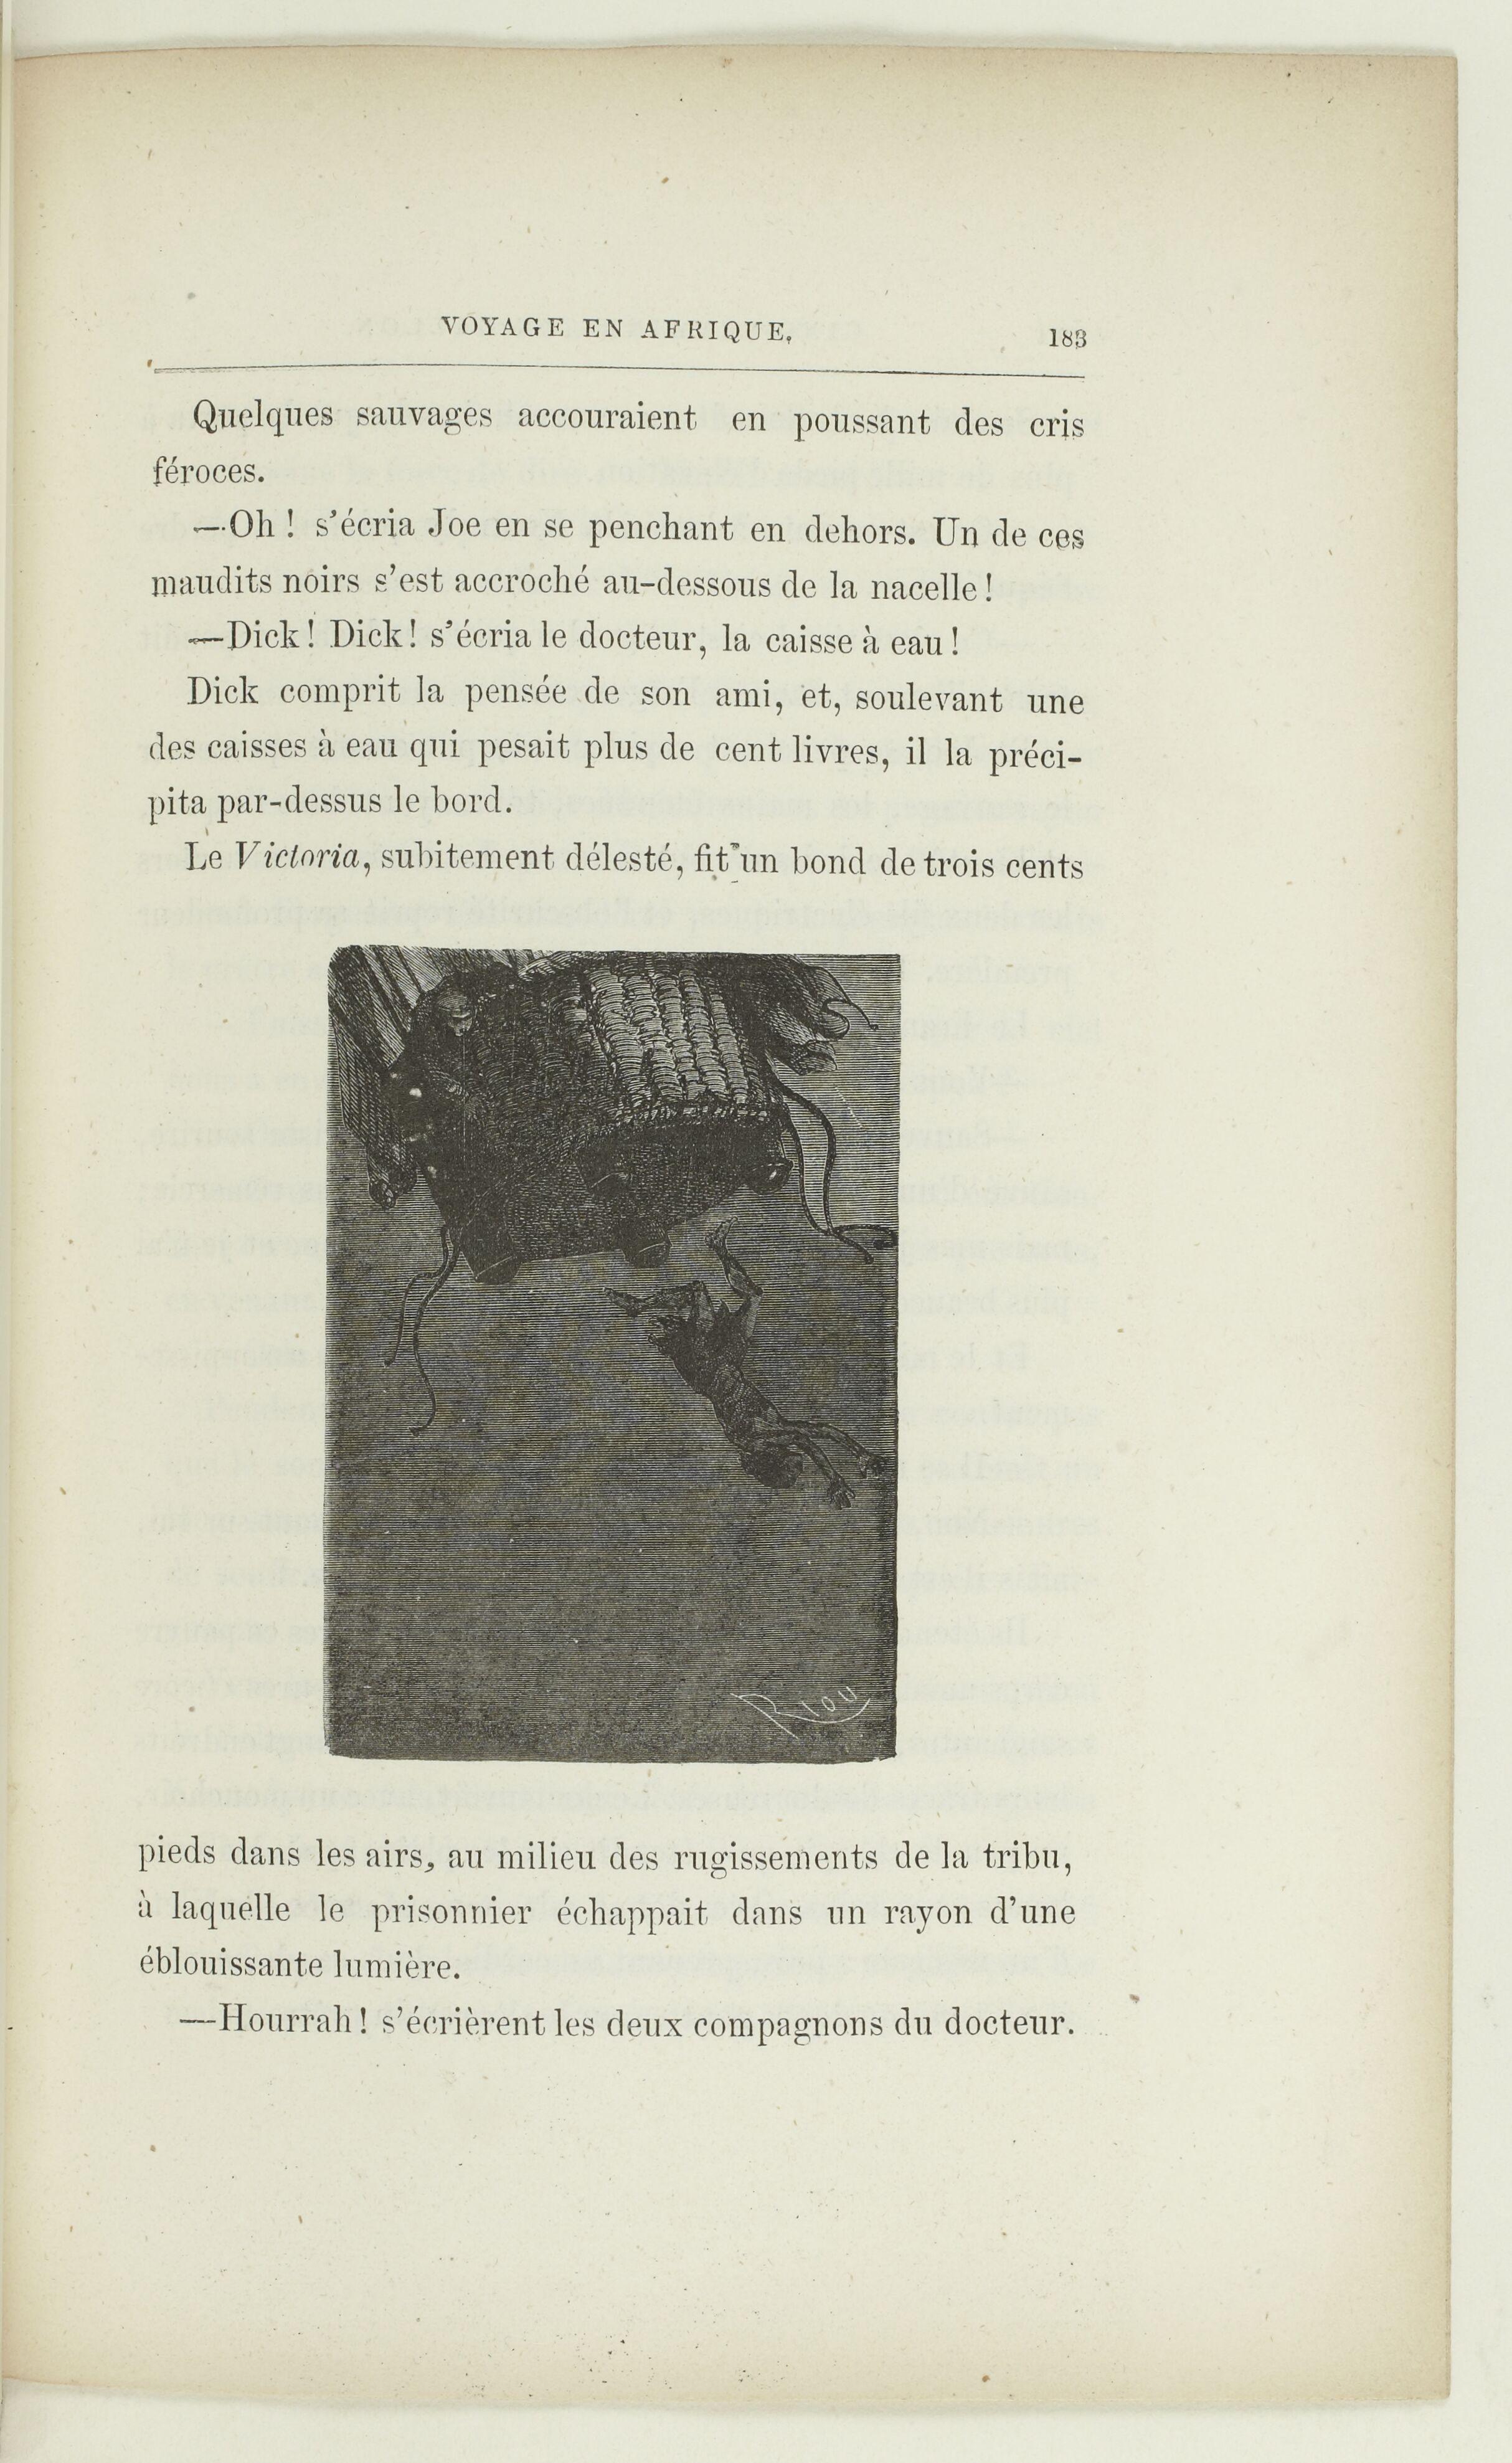 VOYAGE EN AFRIQUE.
183
Quelques sauvages accouraient en poussant des cris
féroces.
—Oh ! s'écria Joe en se penchant en dehors. Un de ces
maudits noirs s'est accroché au-dessous de la nacelle !
—Dick ! Dick ! s'écria le docteur, la caisse à eau !
Dick comprit la pensée de son ami, et, soulevant une
des caisses à eau qui pesait plus de cent livres, il la préci-
pita par-dessus le bord.
Le Victoria, subitement délesté, fit un bond de trois cents
Riou
pieds dans les airs, au milieu des rugissements de la tribu,
à laquelle le prisonnier échappait dans un rayon d'une
éblouissante lumière.
—Hourrah ! s'écrièrent les deux compagnons du docteur.